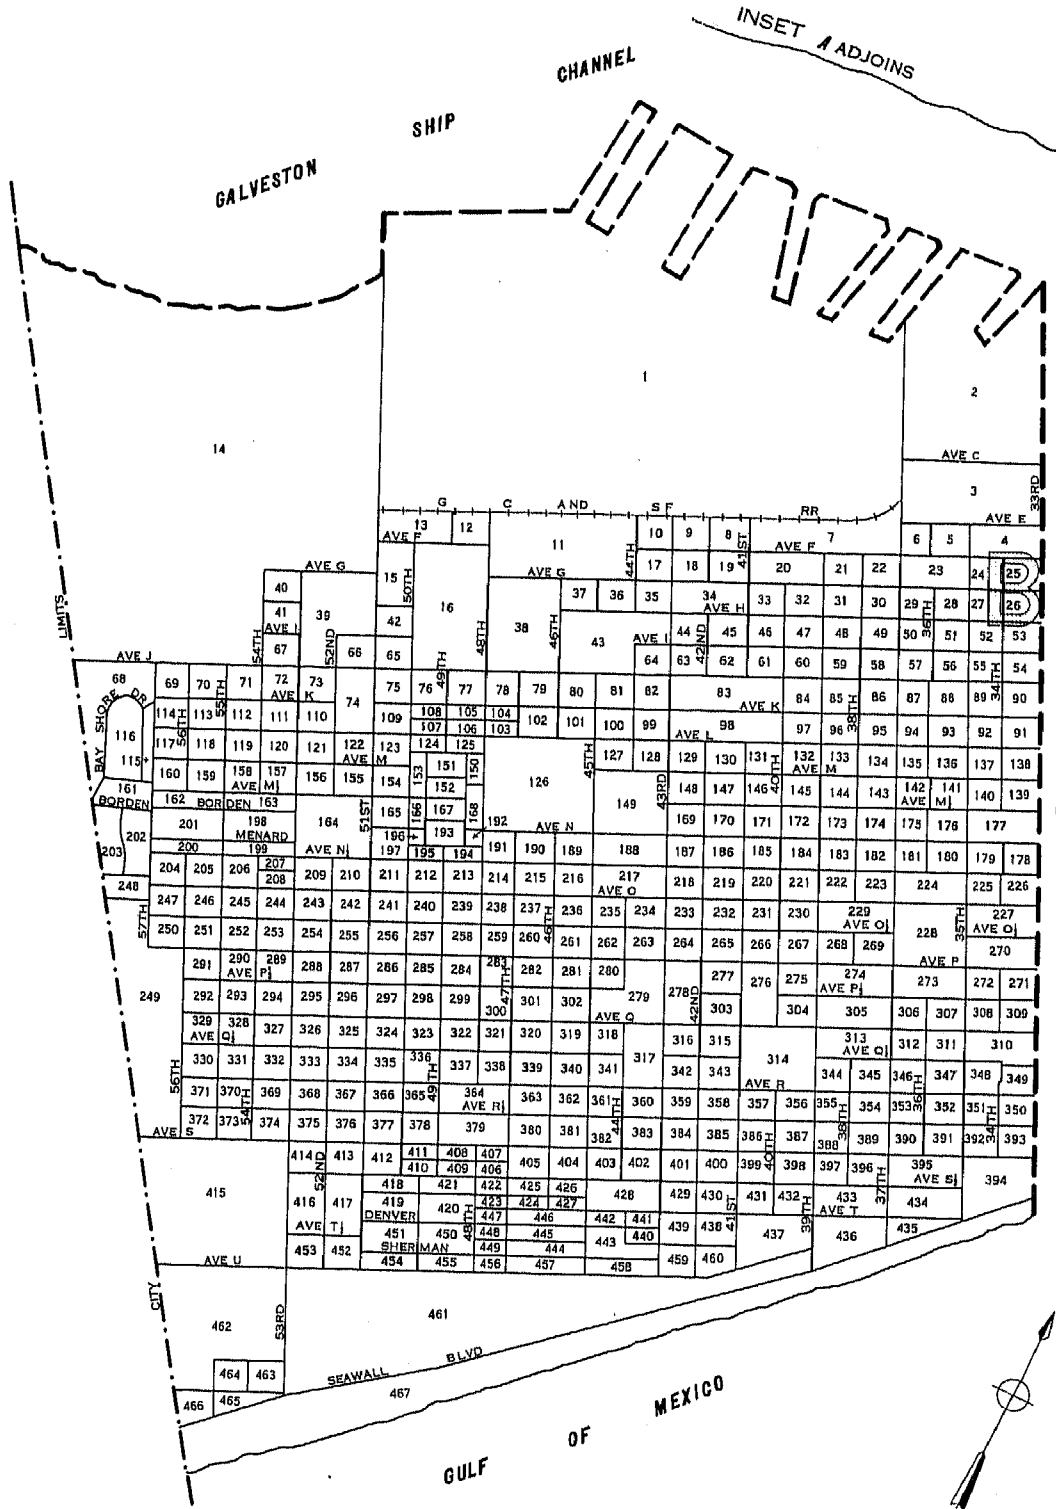 INSET A ADJOINS
GALVESTON SHIP CHANNEL
1
2
14
AVE C
3
33RD
G C AND S F RR
AVE E
13 12 10 9 8 7 6 5 4
AVE F 11 44TH 41ST AVE F
AVE G 15 50TH 16 AVE G 17 18 19 20 21 22 23 24 25
40 39 37 36 35 34 33 32 31 30 29 28 27 26
AVE H 36TH
41 42 38 43 44 45 46 47 48 49 50 51 52 53
AVE I 48TH 46TH AVE I 42ND
LIMITS 54TH 67 52ND 66 65 64 63 62 61 60 59 58 57 56 55 54
AVE J 49TH 34TH
68 69 70 71 72 73 74 75 76 77 78 79 80 81 82 83 84 85 86 87 88 89 90
BAY SHORE DR 55TH AVE K AVE K 38TH
114 113 112 111 110 109 108 105 104 102 101 100 99 98 97 96 95 94 93 92 91
56TH 107 106 103 AVE L
116 117 118 119 120 121 122 123 124 125 126 45TH 127 128 129 130 131 132 133 134 135 136 137 138
115 AVE M 40TH AVE M
161 160 159 158 157 156 155 154 153 151 150 149 43RD 148 147 146 145 144 143 142 141 140 139
AVE M½ 152 AVE M½
BORDEN 162 BORDEN 163 164 51ST 165 166 167 168 169 170 171 172 173 174 175 176 177
202 201 198 196 193 192 AVE N
MENARD
203 200 199 AVE N½ 197 195 194 191 190 189 188 187 186 185 184 183 182 181 180 179 178
204 205 206 207 209 210 211 212 213 214 215 216 217 218 219 220 221 222 223 224 225 226
248 208 AVE O
247 246 245 244 243 242 241 240 239 238 237 236 235 234 233 232 231 230 229 228 227
57TH 46TH AVE O½ 35TH AVE O½
250 251 252 253 254 255 256 257 258 259 260 261 262 263 264 265 266 267 268 269 270
AVE P
249 291 290 289 288 287 286 285 284 283 282 281 280 279 278 277 276 275 274 273 272 271
AVE P½ 47TH AVE P½
292 293 294 295 296 297 298 299 300 301 302 42ND 303 304 305 306 307 308 309
AVE Q
329 328 327 326 325 324 323 322 321 320 319 318 317 316 315 314 313 312 311 310
AVE Q½ AVE Q½
56TH 330 331 332 333 334 335 336 337 338 339 340 341 342 343 344 345 346 347 348 349
49TH AVE R 36TH
371 370 369 368 367 366 365 364 363 362 361 360 359 358 357 356 355 354 353 352 351 350
54TH AVE R½ 44TH 38TH 34TH
372 373 374 375 376 377 378 379 380 381 382 383 384 385 386 387 388 389 390 391 392 393
AVE S 40TH
414 413 412 411 408 407 405 404 403 402 401 400 399 398 397 396 395 394
52ND 410 409 406 37TH AVE S½
415 416 417 418 421 422 425 426 428 429 430 431 432 433 434
419 420 423 424 427 41ST 39TH AVE T
DENVER 48TH 447 446 442 441 439 438 437 436 435
AVE T½ 451 450 448 445 443 440
SHERMAN 449 444
453 452 454 455 456 457 458 459 460
AVE U
CITY 462 53RD 461
464 463 SEAWALL BLVD
466 465 467
GULF OF MEXICO